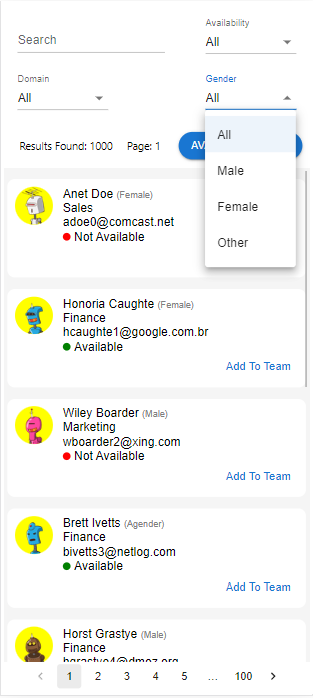 Availability
Search
All
Domain
Gender
All
All
Results Found: 1000 Page: 1
All
Male
Female
Other
Anet Doe (Female)
Sales
adoe0@comcast.net
Not Available
Honoria Caughte (Female)
Finance
hcaughte1@google.com.br
Available
Add To Team
Wiley Boarder (Male)
Marketing
wboarder2@xing.com
Not Available
Add To Team
Brett Ivetts (Agender)
Finance
bivetts3@netlog.com
Available
Add To Team
Horst Grastye (Male)
Finance
hgrastye4@dmoz.org
1 2 3 4 5 ... 100